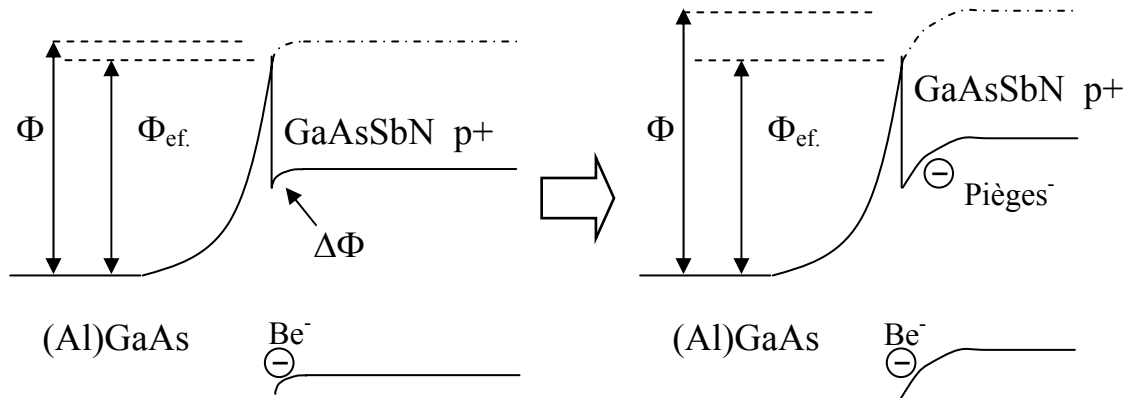 Φ
Φef.
GaAsSbN p+
ΔΦ
(Al)GaAs
Be-
−
Φ
Φef.
GaAsSbN p+
−
Pièges-
(Al)GaAs
Be-
−